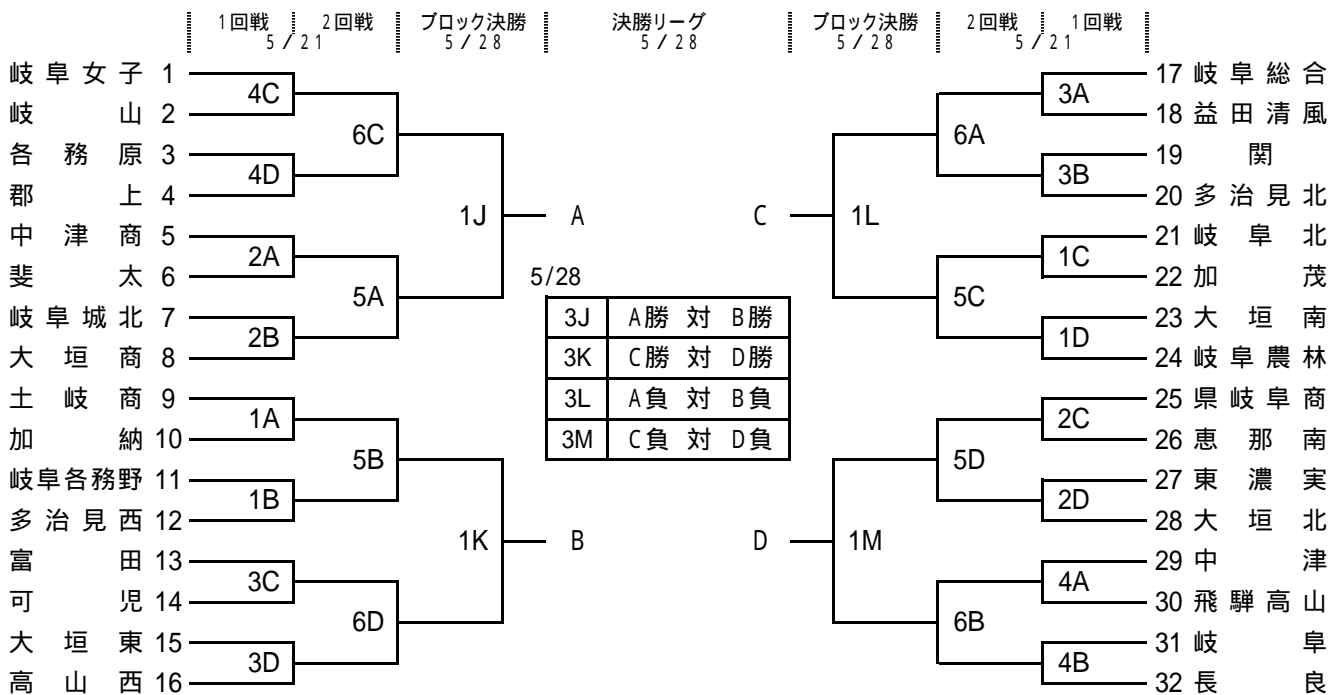 1回戦 2回戦 ブロック決勝 決勝リーグ ブロック決勝 2回戦 1回戦
5/21 5/28 5/28 5/28 5/21
岐阜女子 1 17 岐阜総合
4C 3A
岐山 2 18 益田清風
6C 6A
各務原 3 19 関
4D 3B
郡上 4 20 多治見北
1J A C 1L
中津商 5 21 岐阜北
2A 1C
斐太 6 22 加茂
5/28
5A 5C
岐阜城北 7 3J A勝 対 B勝 23 大垣南
2B 1D
大垣商 8 3K C勝 対 D勝 24 岐阜農林
土岐商 9 3L A負 対 B負 25 県岐阜商
1A 2C
加納 10 3M C負 対 D負 26 恵那南
5B 5D
岐阜各務野 11 27 東濃実
1B 2D
多治見西 12 28 大垣北
1K B D 1M
富田 13 29 中津
3C 4A
可児 14 30 飛騨高山
6D 6B
大垣東 15 31 岐阜
3D 4B
高山西 16 32 長良